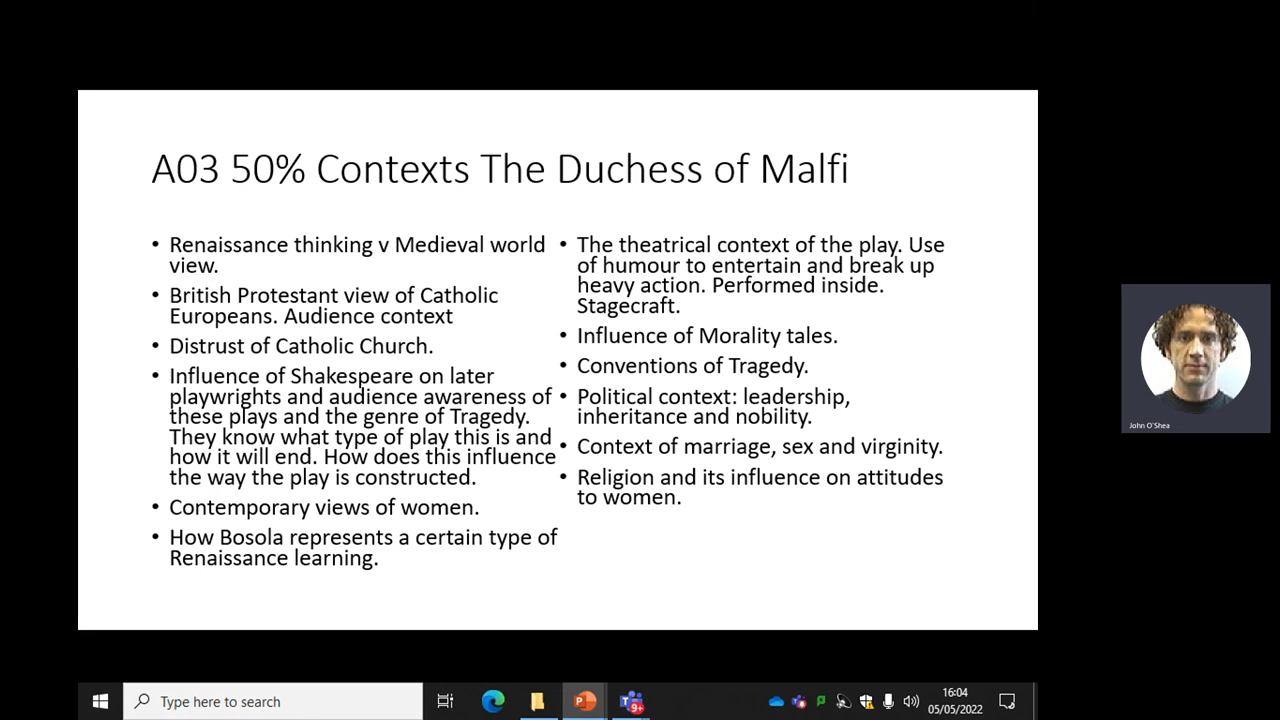 A03 50% Contexts The Duchess of Malfi
• Renaissance thinking v Medieval world
view.
• British Protestant view of Catholic
Europeans. Audience context
• Distrust of Catholic Church.
• Influence of Shakespeare on later
playwrights and audience awareness of
these plays and the genre of Tragedy.
They know what type of play this is and
how it will end. How does this influence
the way the play is constructed.
• Contemporary views of women.
• How Bosola represents a certain type of
Renaissance learning.
• The theatrical context of the play. Use
of humour to entertain and break up
heavy action. Performed inside.
Stagecraft.
• Influence of Morality tales.
• Conventions of Tragedy.
• Political context: leadership,
inheritance and nobility.
• Context of marriage, sex and virginity.
• Religion and its influence on attitudes
to women.
John O'Shea
Type here to search
9+
16:04
05/05/2022